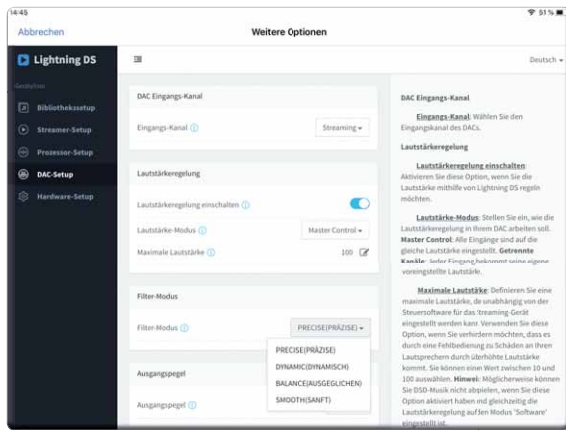 14:45
51 %
Abbrechen
Weitere Optionen
Lightning DS
Deutsch
Bibliothekssetup
Streamer-Setup
Prozessor-Setup
DAC-Setup
Hardware-Setup
DAC Eingangs-Kanal
Eingangs-Kanal
Streaming
Lautstärkeregelung
Lautstärkeregelung einschalten
Lautstärke-Modus
Master Control
Maximale Lautstärke
100
Filter-Modus
Filter-Modus
PRECISE(PRÄZISE)
PRECISE(PRÄZISE)
DYNAMIC(DYNAMISCH)
BALANCE(AUSGEGLICHEN)
SMOOTH(SANFT)
Ausgangspegel
Ausgangspegel
DAC Eingangs-Kanal
Eingangs-Kanal: Wählen Sie den
Eingangskanal des DACs.
Lautstärkeregelung
Lautstärkeregelung einschalten:
Aktivieren Sie diese Option, wenn Sie die
Lautstärke mithilfe von Lightning DS regeln
möchten.
Lautstärke-Modus: Stellen Sie ein, wie die
Lautstärkeregelung in Ihrem DAC arbeiten soll.
Master Control: Alle Eingänge sind auf die
gleiche Lautstärke eingestellt. Getrennte
Kanäle: Jeder Eingang bekommt seine eigene
voreingestellte Lautstärke.
Maximale Lautstärke: Definieren Sie eine
maximale Lautstärke, de unabhängig von der
Steuersoftware für das Streaming-Gerät
eingestellt werden kann. Verwenden Sie diese
Option, wenn Sie verhindern möchten, dass es
durch eine Fehlbedienung zu Schäden an Ihren
Lautsprechern durch überhöhte Lautstärke
kommt. Sie können einen Wert zwischen 10 und
100 auswählen. Hinweis: Möglicherweise können
Sie DSD-Musik nicht abpielen, wenn Sie diese
Option aktiviert haben und gleichzeitig die
Lautstärkeregelung auf den Modus 'Software'
eingestellt ist.